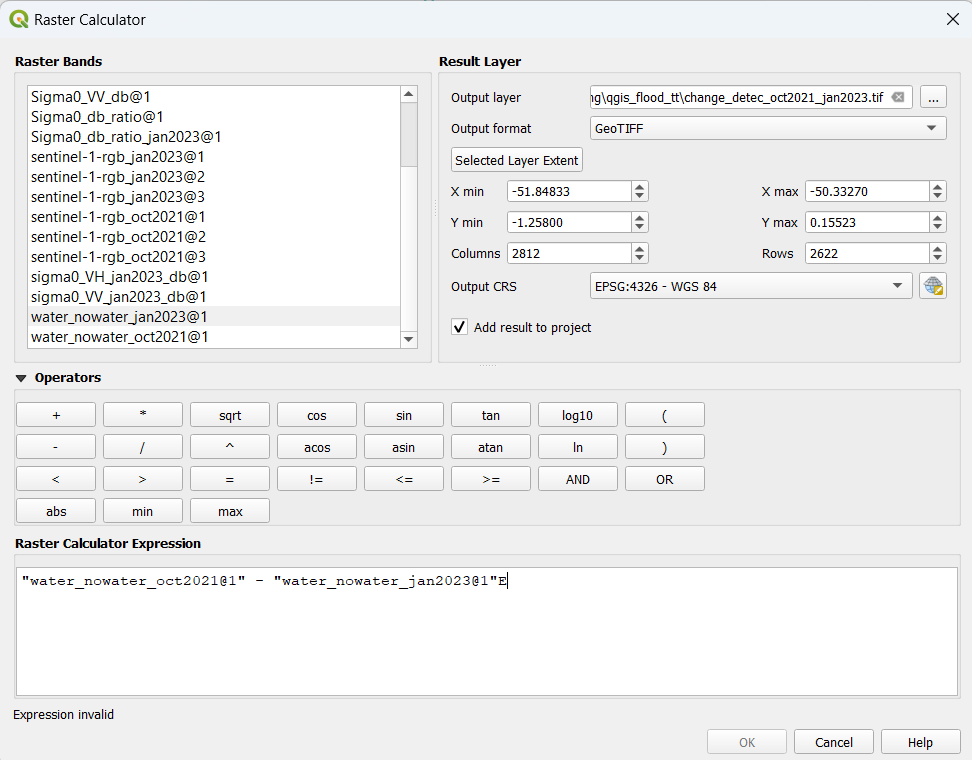 Raster Calculator
Raster Bands
Sigma0_VV_db@1
Sigma0_db_ratio@1
Sigma0_db_ratio_jan2023@1
sentinel-1-rgb_jan2023@1
sentinel-1-rgb_jan2023@2
sentinel-1-rgb_jan2023@3
sentinel-1-rgb_oct2021@1
sentinel-1-rgb_oct2021@2
sentinel-1-rgb_oct2021@3
sigma0_VH_jan2023_db@1
sigma0_VV_jan2023_db@1
water_nowater_jan2023@1
water_nowater_oct2021@1
Result Layer
Output layer ng\qgis_flood_tt\change_detec_oct2021_jan2023.tif ...
Output format GeoTIFF
Selected Layer Extent
X min -51.84833 X max -50.33270
Y min -1.25800 Y max 0.15523
Columns 2812 Rows 2622
Output CRS EPSG:4326 - WGS 84
Add result to project
Operators
+ * sqrt cos sin tan log10 (
- / ^ acos asin atan ln )
< > = != <= >= AND OR
abs min max
Raster Calculator Expression
"water_nowater_oct2021@1" - "water_nowater_jan2023@1"E
Expression invalid
OK Cancel Help